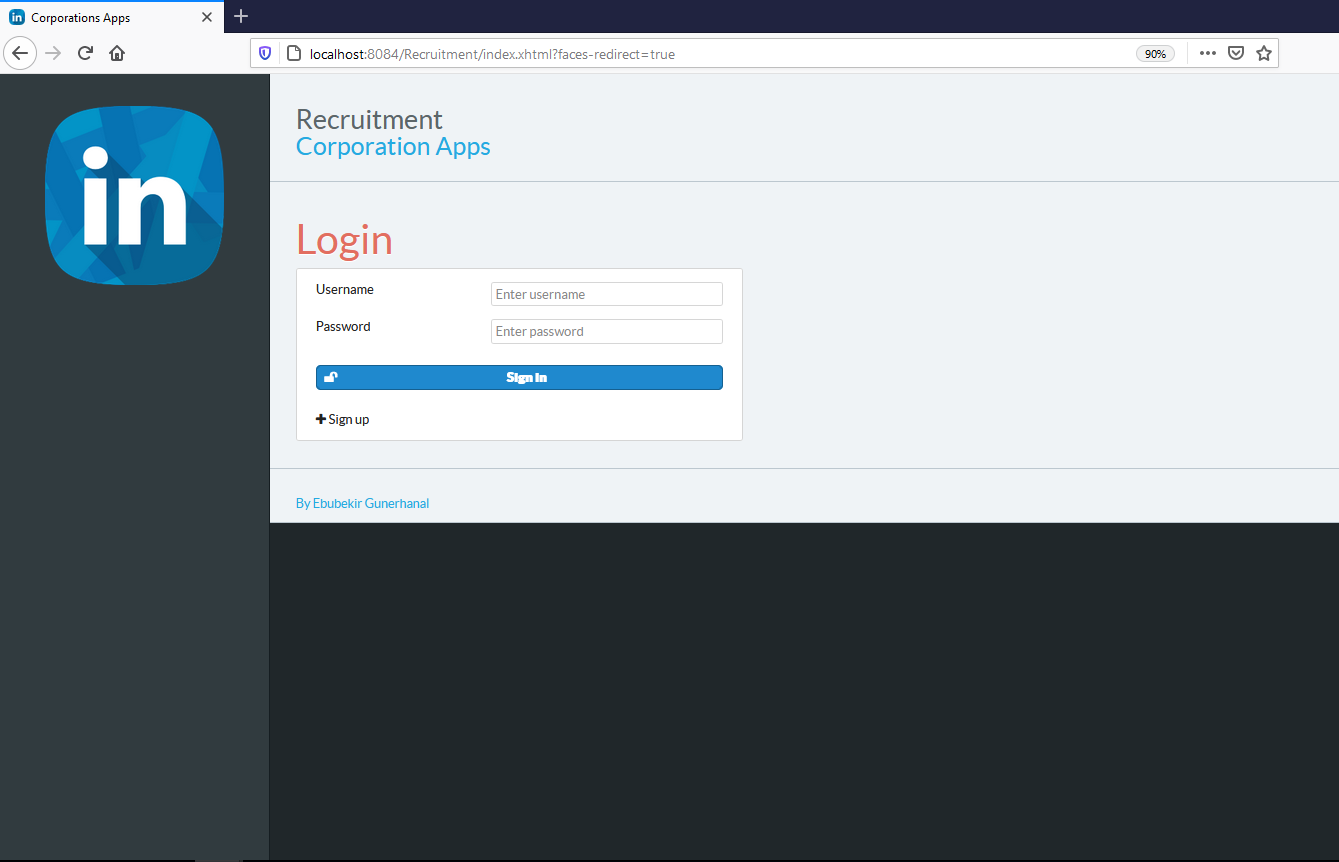 in Corporations Apps
localhost:8084/Recruitment/index.xhtml?faces-redirect=true 90%
in
Recruitment
Corporation Apps
Login
Username Enter username
Password Enter password
Sign in
Sign up
By Ebubekir Gunerhanal